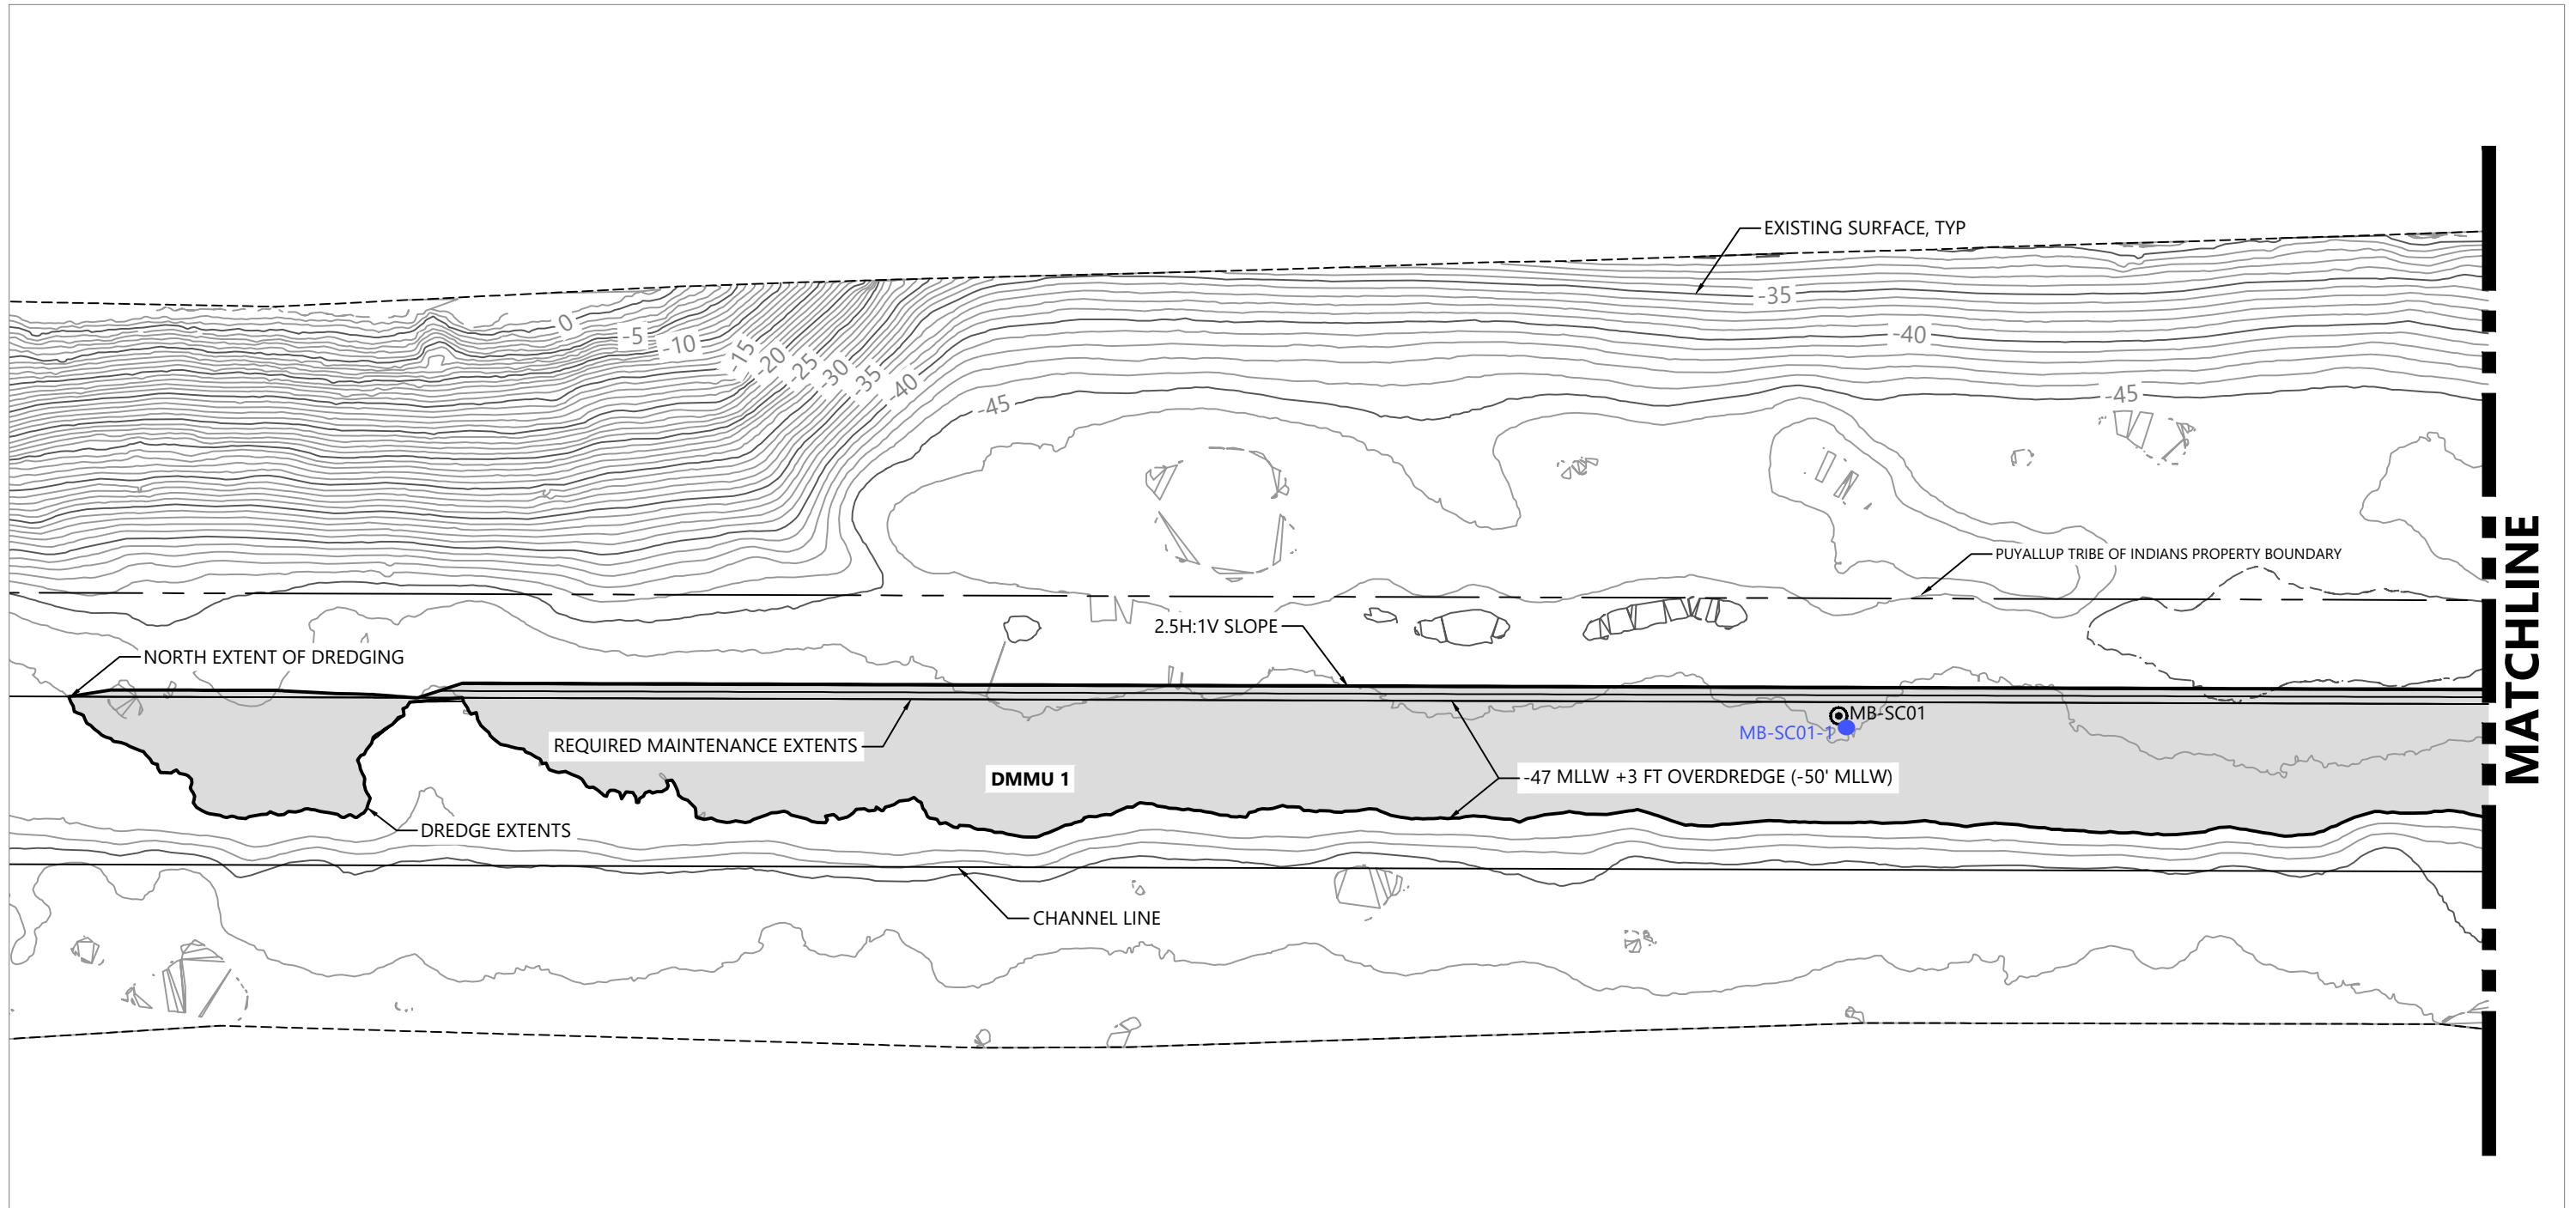 EXISTING SURFACE, TYP
-35
0
-5
-10
-40
-15
-20
-25
-30
-35
-40
-45
-45
PUYALLUP TRIBE OF INDIANS PROPERTY BOUNDARY
MATCHLINE
2.5H:1V SLOPE
NORTH EXTENT OF DREDGING
MB-SC01
MB-SC01-1
REQUIRED MAINTENANCE EXTENTS
DMMU 1
-47 MLLW +3 FT OVERDREDGE (-50' MLLW)
DREDGE EXTENTS
CHANNEL LINE